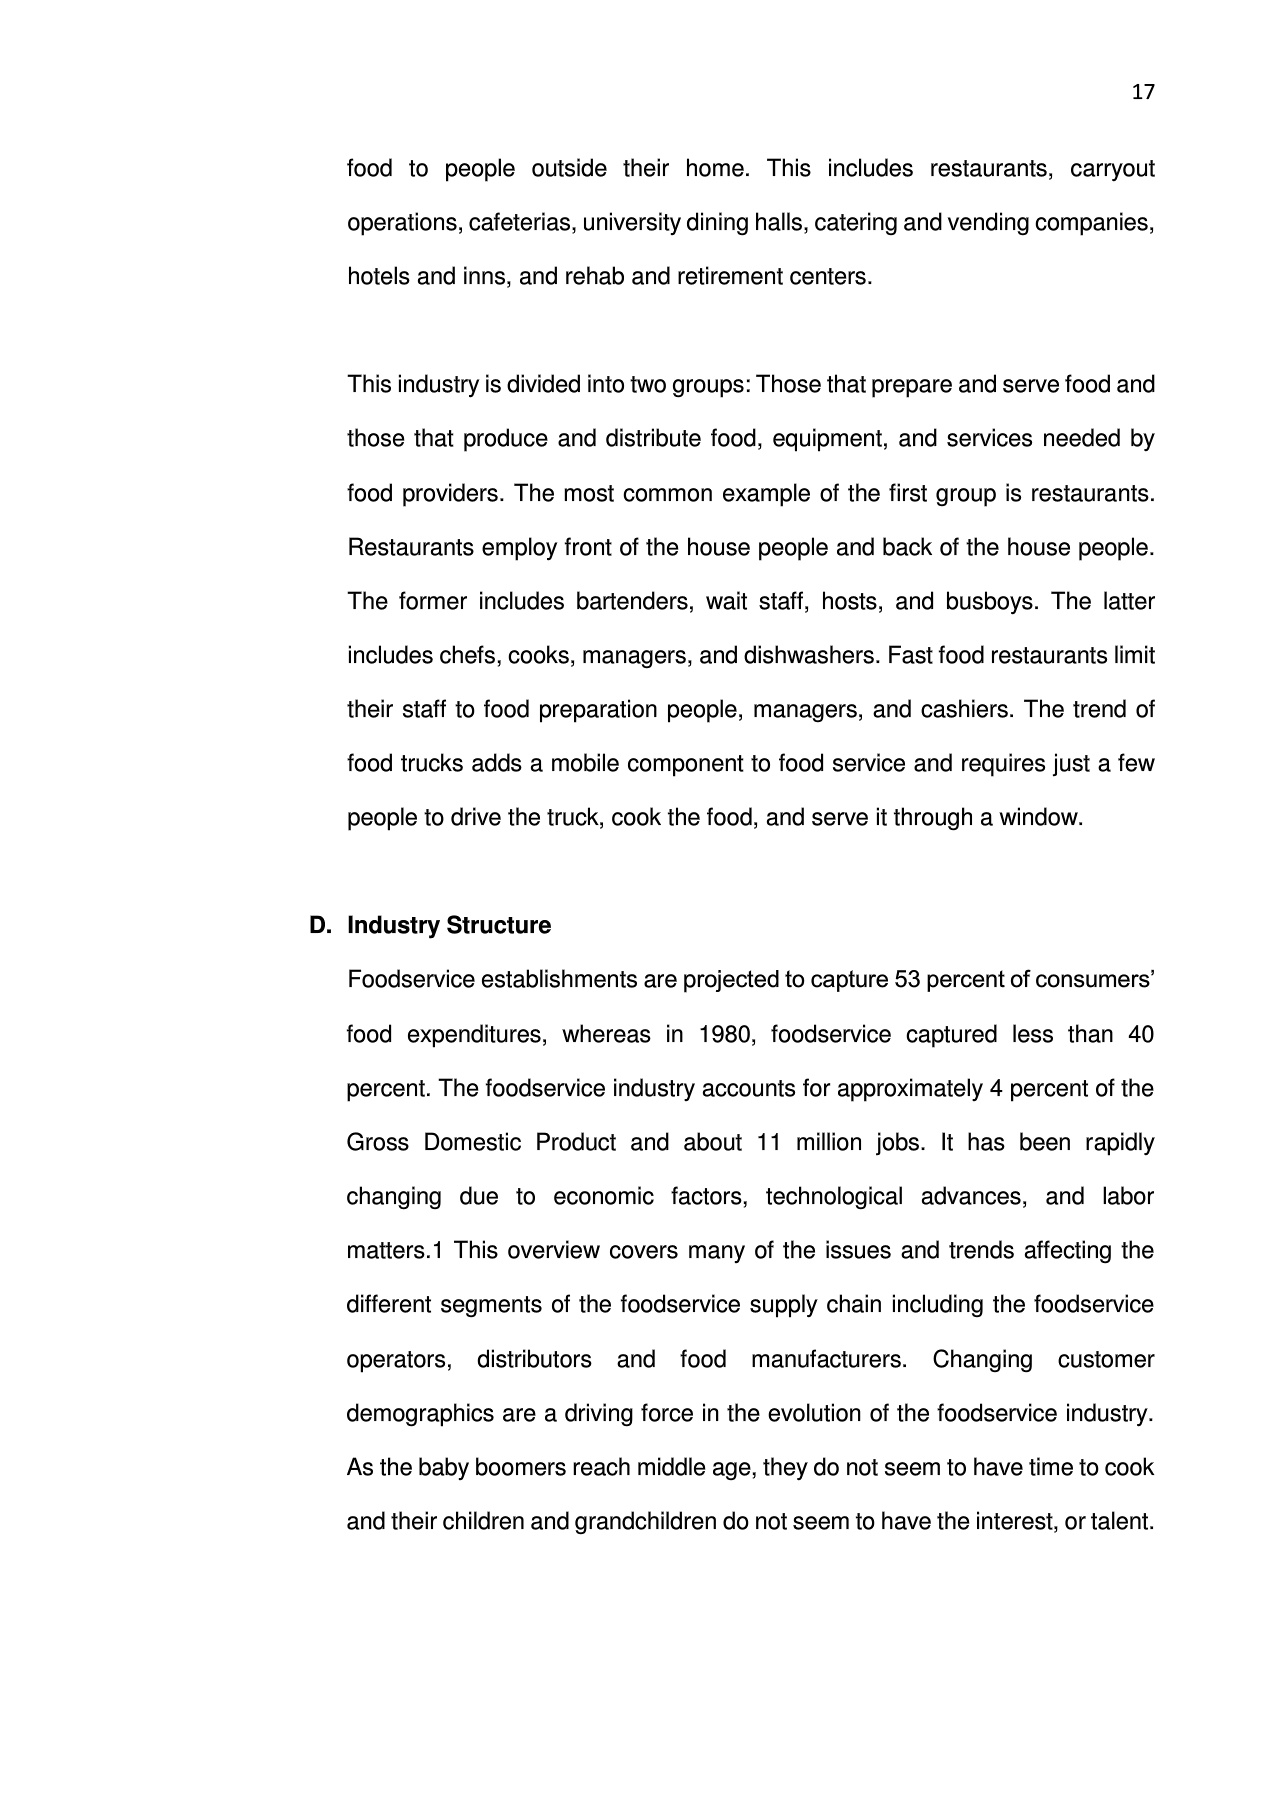 17
food to people outside their home. This includes restaurants, carryout
operations, cafeterias, university dining halls, catering and vending companies,
hotels and inns, and rehab and retirement centers.
This industry is divided into two groups: Those that prepare and serve food and
those that produce and distribute food, equipment, and services needed by
food providers. The most common example of the first group is restaurants.
Restaurants employ front of the house people and back of the house people.
The former includes bartenders, wait staff, hosts, and busboys. The latter
includes chefs, cooks, managers, and dishwashers. Fast food restaurants limit
their staff to food preparation people, managers, and cashiers. The trend of
food trucks adds a mobile component to food service and requires just a few
people to drive the truck, cook the food, and serve it through a window.
D. Industry Structure
Foodservice establishments are projected to capture 53 percent of consumers’
food expenditures, whereas in 1980, foodservice captured less than 40
percent. The foodservice industry accounts for approximately 4 percent of the
Gross Domestic Product and about 11 million jobs. It has been rapidly
changing due to economic factors, technological advances, and labor
matters.1 This overview covers many of the issues and trends affecting the
different segments of the foodservice supply chain including the foodservice
operators, distributors and food manufacturers. Changing customer
demographics are a driving force in the evolution of the foodservice industry.
As the baby boomers reach middle age, they do not seem to have time to cook
and their children and grandchildren do not seem to have the interest, or talent.